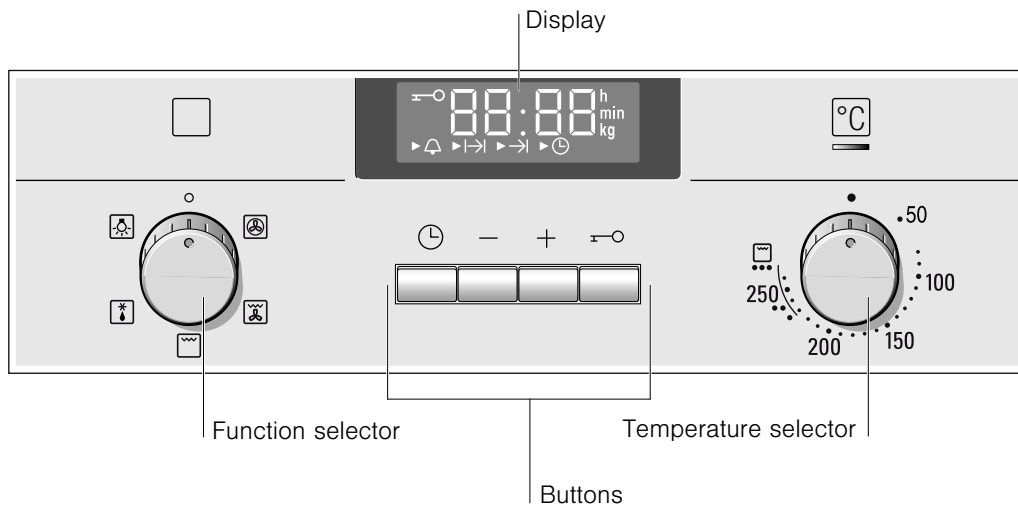 Display
88:88 h
min
kg
°C
− +
50
100
150
200
250
Function selector
Temperature selector
Buttons